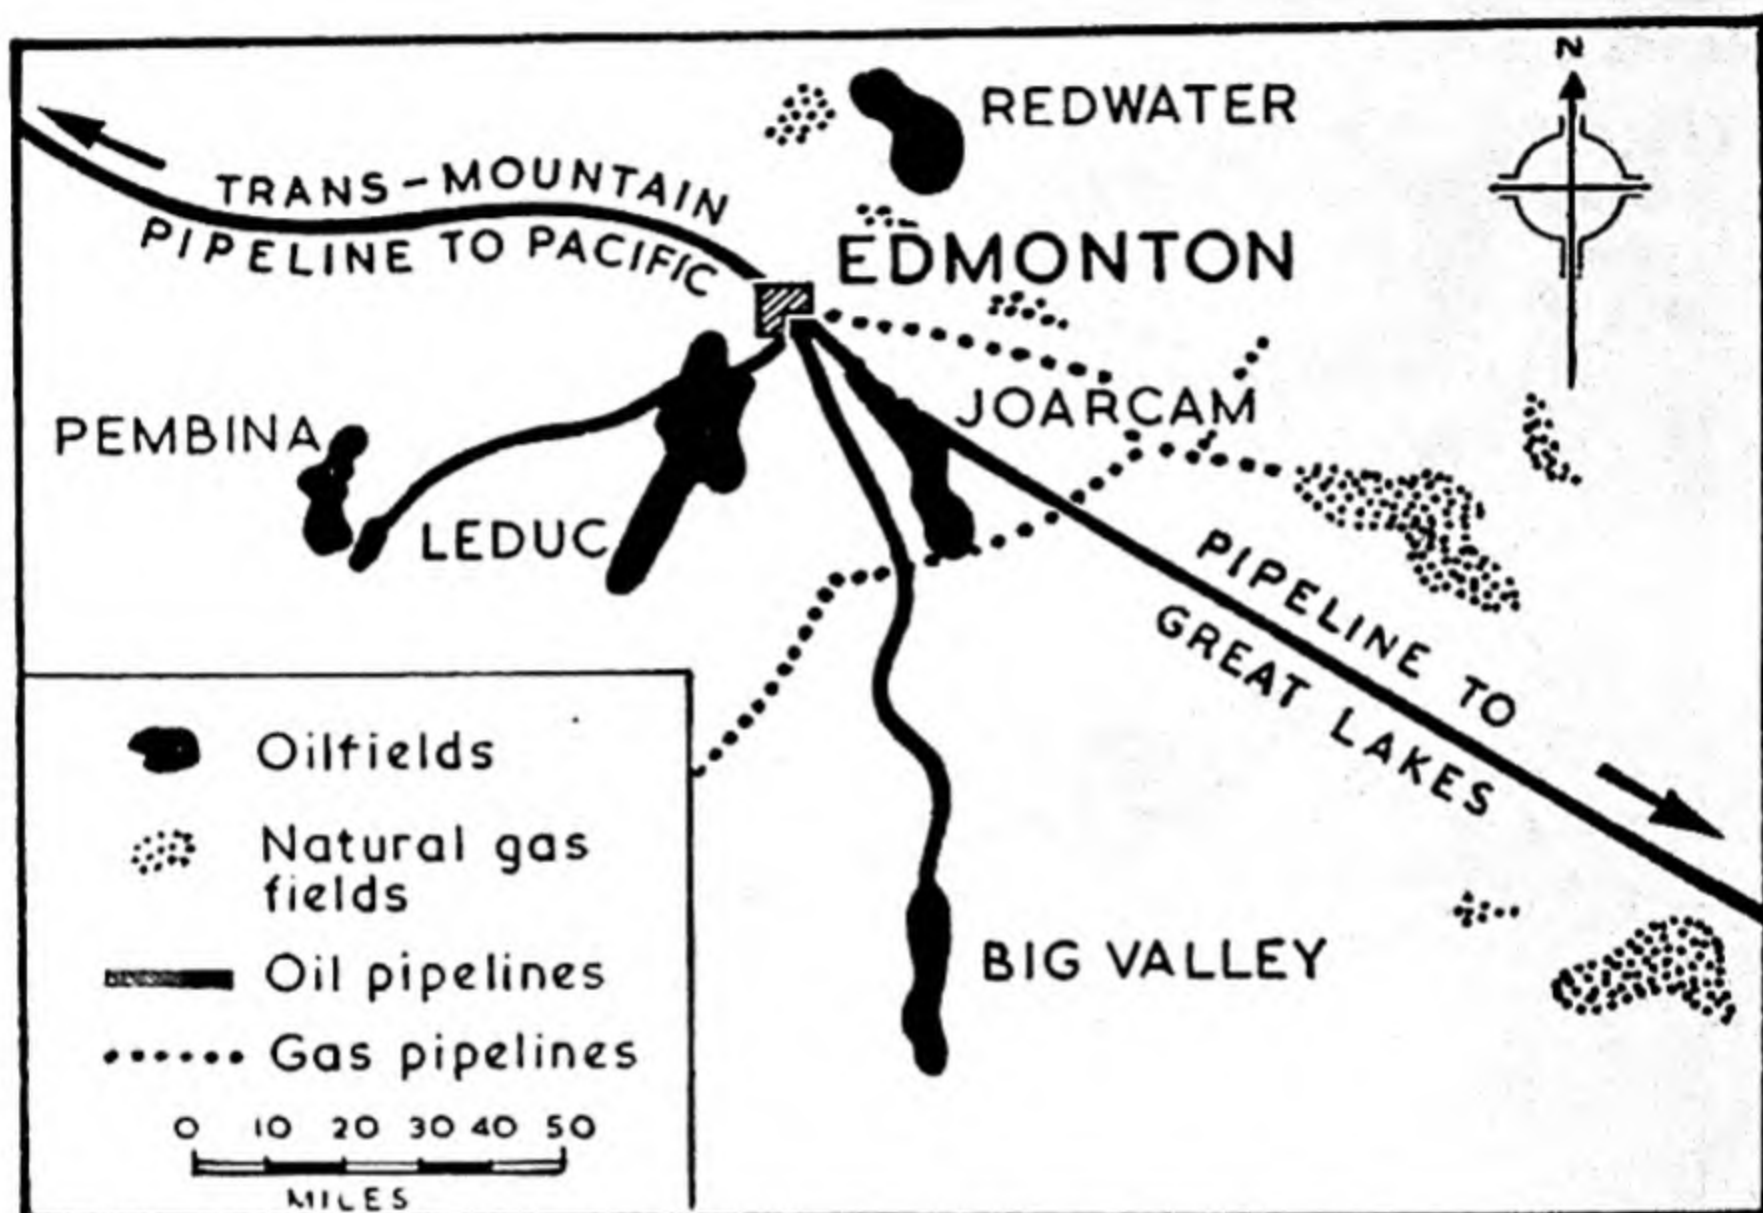 N
REDWATER
TRANS-MOUNTAIN
PIPELINE TO PACIFIC
EDMONTON
PEMBINA
JOARCAM
LEDUC
PIPELINE TO
GREAT LAKES
BIG VALLEY
Oilfields
Natural gas
fields
Oil pipelines
Gas pipelines
0 10 20 30 40 50
MILES